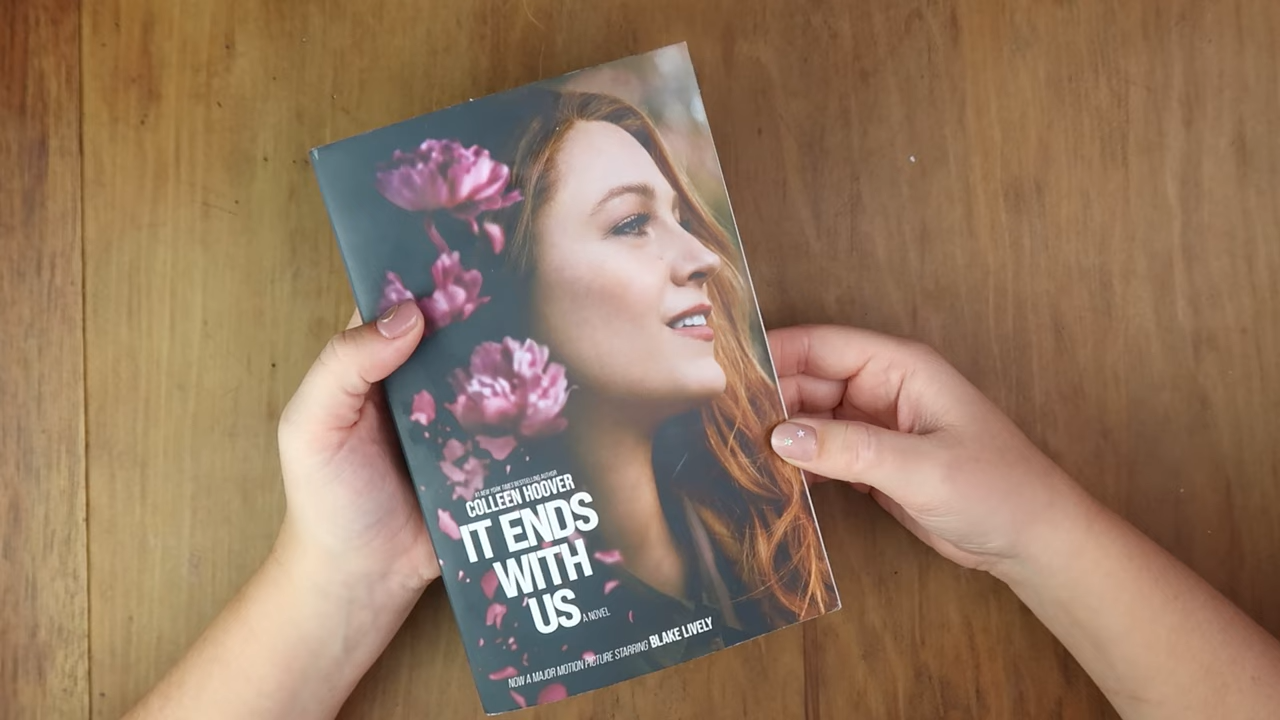 #1 NEW YORK TIMES BESTSELLING AUTHOR
COLLEEN HOOVER
IT ENDS
WITH
US A NOVEL
NOW A MAJOR MOTION PICTURE STARRING BLAKE LIVELY